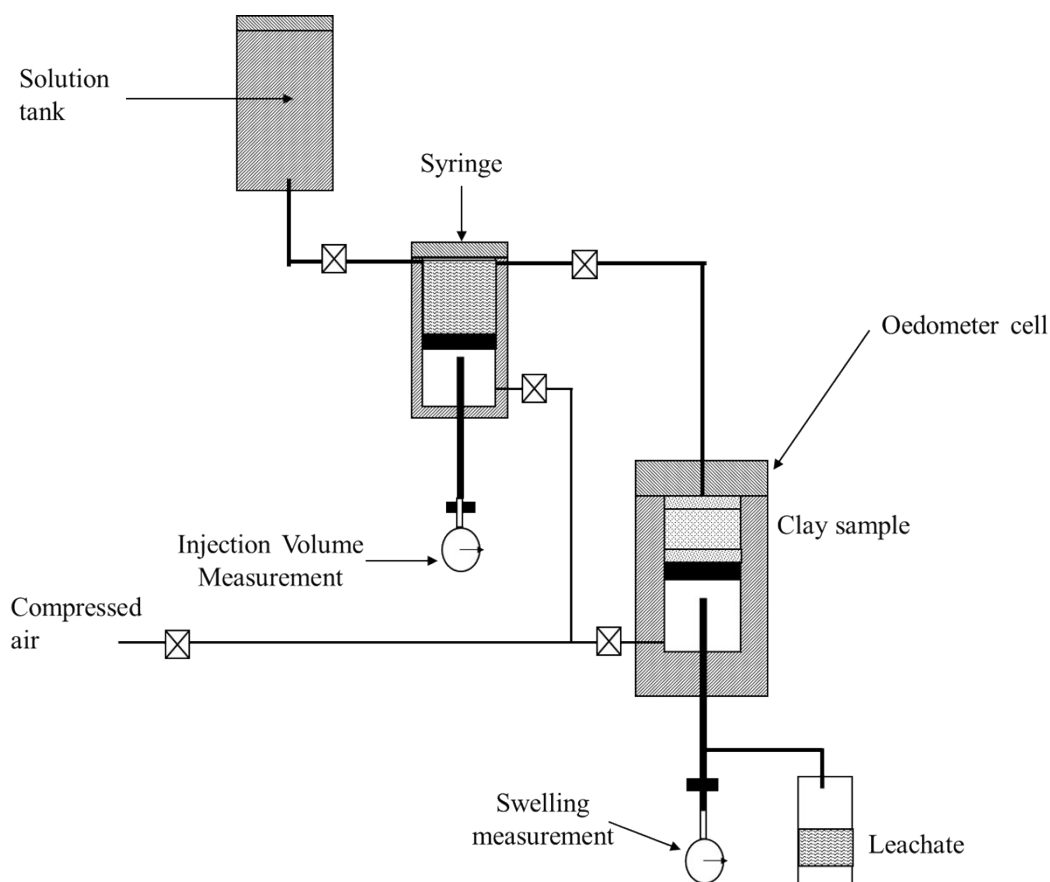 Solution
tank
Syringe
Oedometer cell
Clay sample
Injection Volume
Measurement
Compressed
air
Swelling
measurement
Leachate